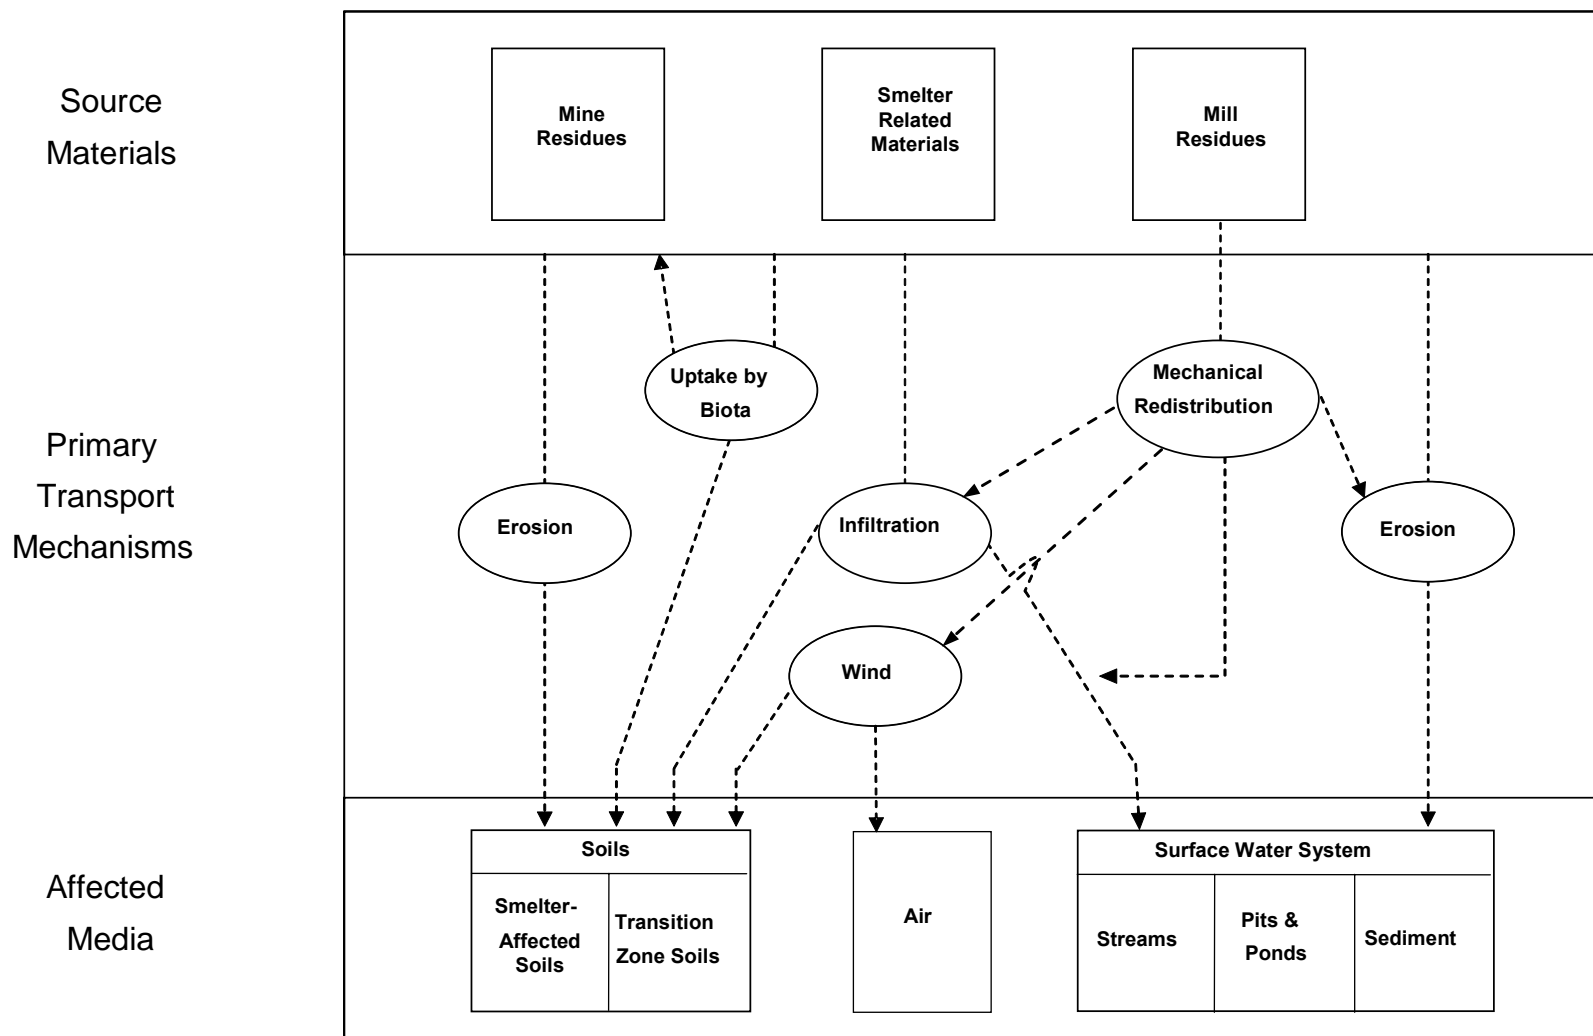 Source
Materials
Mine
Residues
Smelter
Related
Materials
Mill
Residues
Primary
Transport
Mechanisms
Uptake by
Biota
Mechanical
Redistribution
Erosion
Infiltration
Erosion
Wind
Affected
Media
Soils
Smelter-
Affected
Soils
Transition
Zone Soils
Air
Surface Water System
Streams
Pits &
Ponds
Sediment